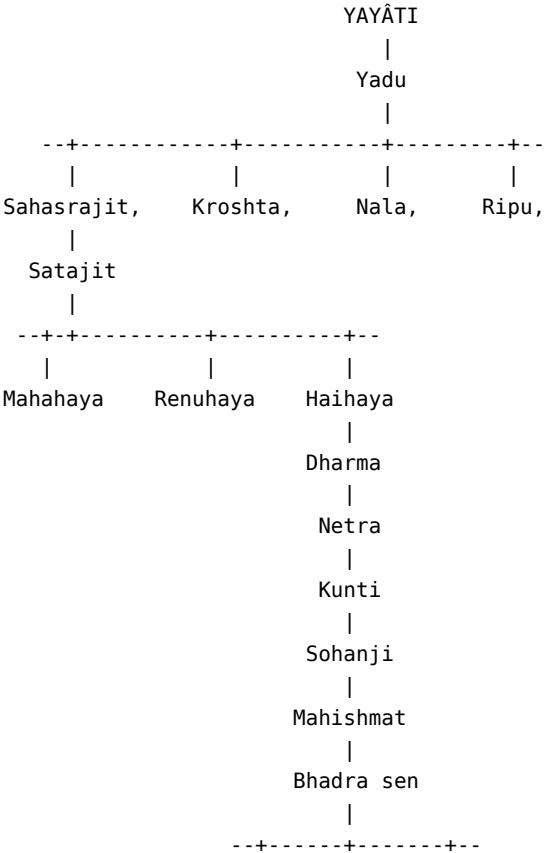 YAYÂTI
|
Yadu
|
--+------------+-----------+---------+--
| | | |
Sahasrajit, Kroshta, Nala, Ripu,
|
Satajit
|
--+-+----------+----------+--
| | |
Mahahaya Renuhaya Haihaya
|
Dharma
|
Netra
|
Kunti
|
Sohanji
|
Mahishmat
|
Bhadra sen
|
--+------+-------+--